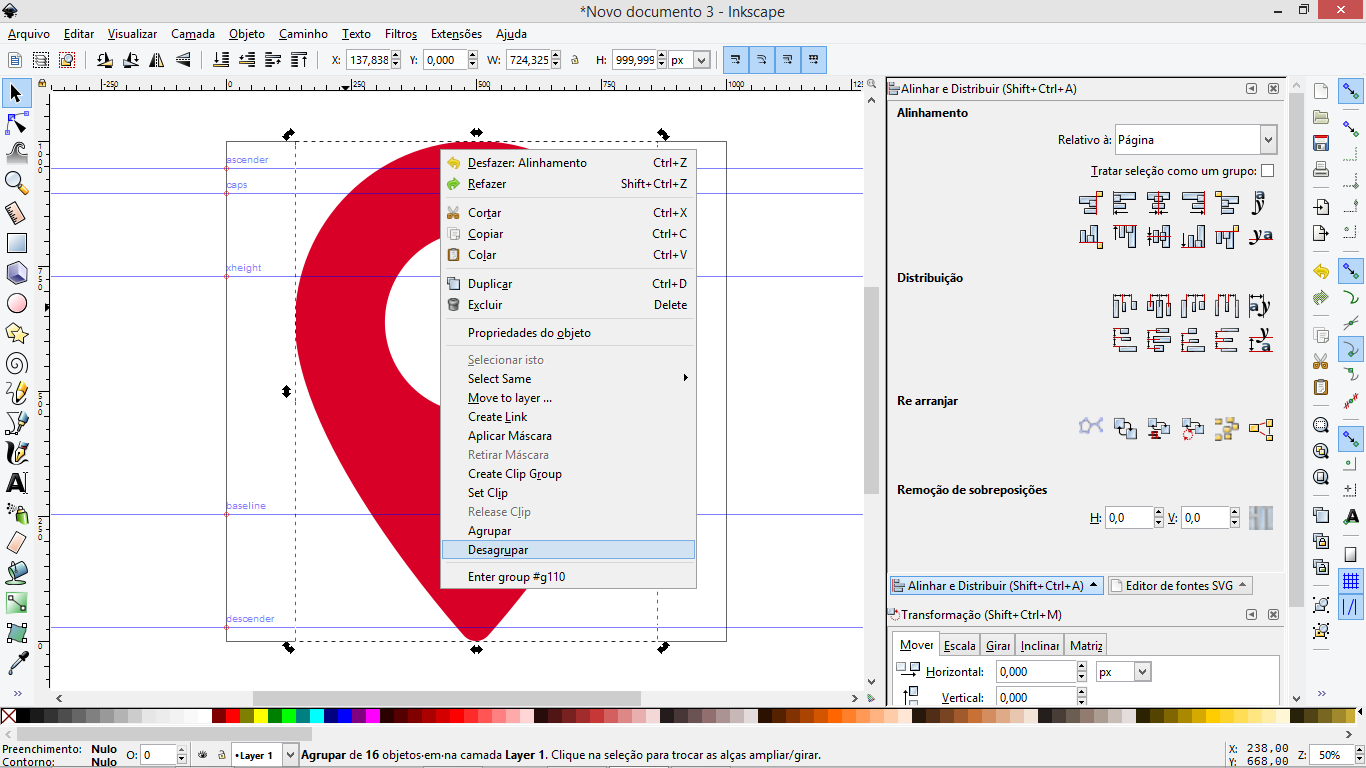 *Novo documento 3 - Inkscape
Arquivo Editar Visualizar Camada Objeto Caminho Texto Filtros Extensões Ajuda
X: 137,838 Y: 0,000 W: 724,325 H: 999,999 px
-250 0 250 500 750 1000 125
ascender
caps
xheight
baseline
descender
1000
750
500
250
0
Desfazer: Alinhamento Ctrl+Z
Refazer Shift+Ctrl+Z
Cortar Ctrl+X
Copiar Ctrl+C
Colar Ctrl+V
Duplicar Ctrl+D
Excluir Delete
Propriedades do objeto
Selecionar isto
Select Same
Move to layer ...
Create Link
Aplicar Máscara
Retirar Máscara
Create Clip Group
Set Clip
Release Clip
Agrupar
Desagrupar
Enter group #g110
Alinhar e Distribuir (Shift+Ctrl+A)
Alinhamento
Relativo à: Página
Tratar seleção como um grupo:
Distribuição
Re arranjar
Remoção de sobreposições
H: 0,0 V: 0,0
Alinhar e Distribuir (Shift+Ctrl+A) Editor de fontes SVG
Transformação (Shift+Ctrl+M)
Mover Escala Girar Inclinar Matriz
Horizontal: 0,000 px
Vertical: 0,000
Preenchimento: Nulo
Contorno: Nulo
O: 0 •Layer 1 Agrupar de 16 objetos·em·na camada Layer 1. Clique na seleção para trocar as alças ampliar/girar.
X: 238,00
Y: 668,00
Z: 50%